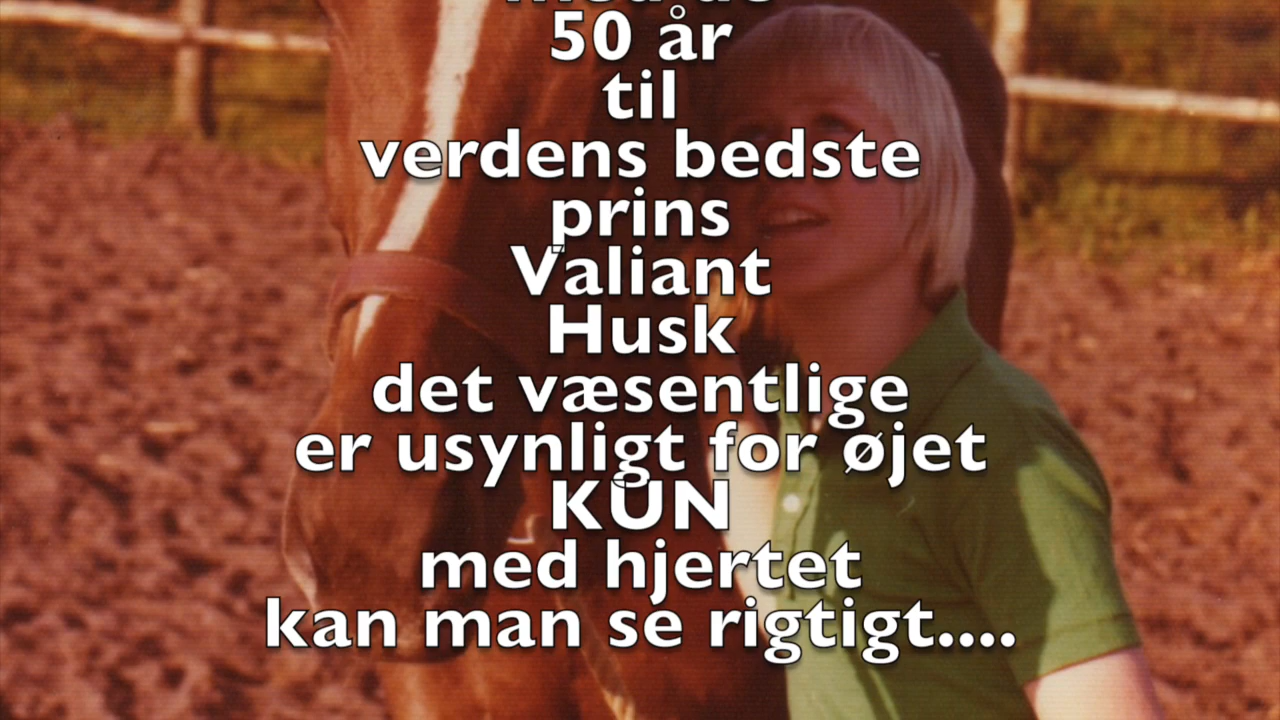 50 år
til
verdens bedste
prins
Valiant
Husk
det væsentlige
er usynligt for øjet
KUN
med hjertet
kan man se rigtigt....